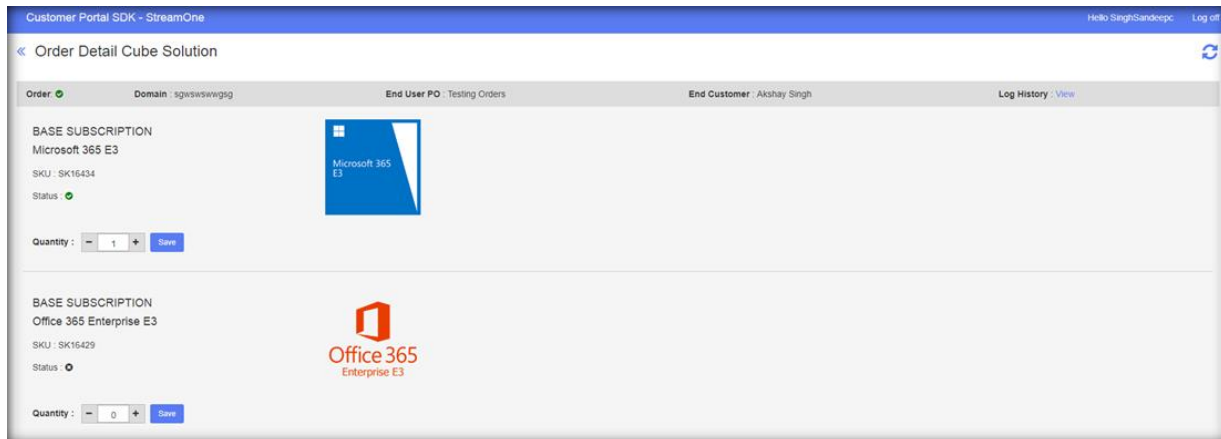 Customer Portal SDK - StreamOne Hello SinghSandeepc Log off
« Order Detail Cube Solution
Order: Domain : sgwswswwgsg End User PO : Testing Orders End Customer : Akshay Singh Log History : View
BASE SUBSCRIPTION
Microsoft 365 E3
SKU : SK16434
Status :
Microsoft 365
E3
Quantity : - 1 + Save
BASE SUBSCRIPTION
Office 365 Enterprise E3
SKU : SK16429
Status :
Office 365
Enterprise E3
Quantity : - 0 + Save